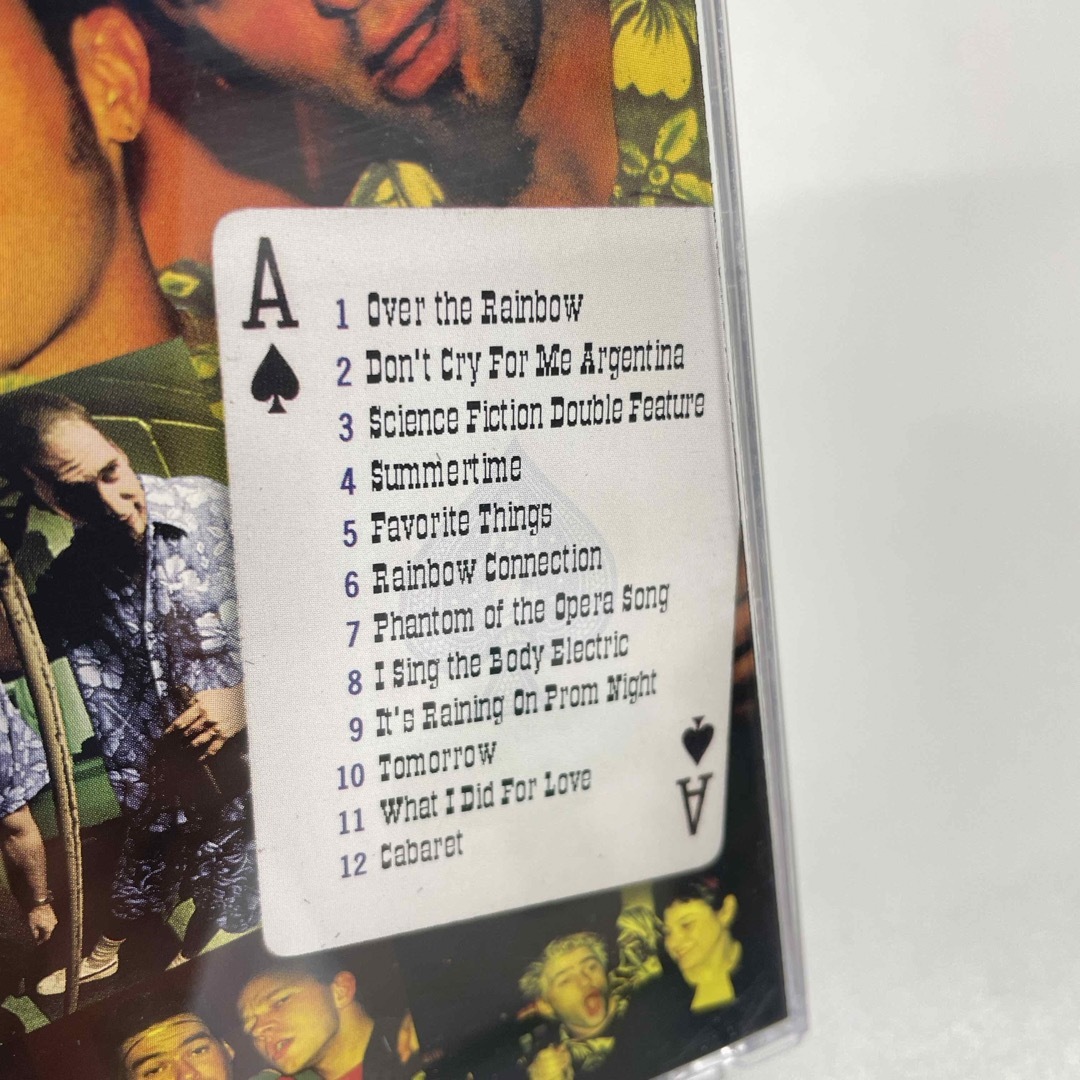 A
1 Over the Rainbow
2 Don't Cry For Me Argentina
3 Science Fiction Double Feature
4 Summertime
5 Favorite Things
6 Rainbow Connection
7 Phantom of the Opera Song
8 I Sing the Body Electric
9 It's Raining On Prom Night
10 Tomorrow
11 What I Did For Love
12 Cabaret
A